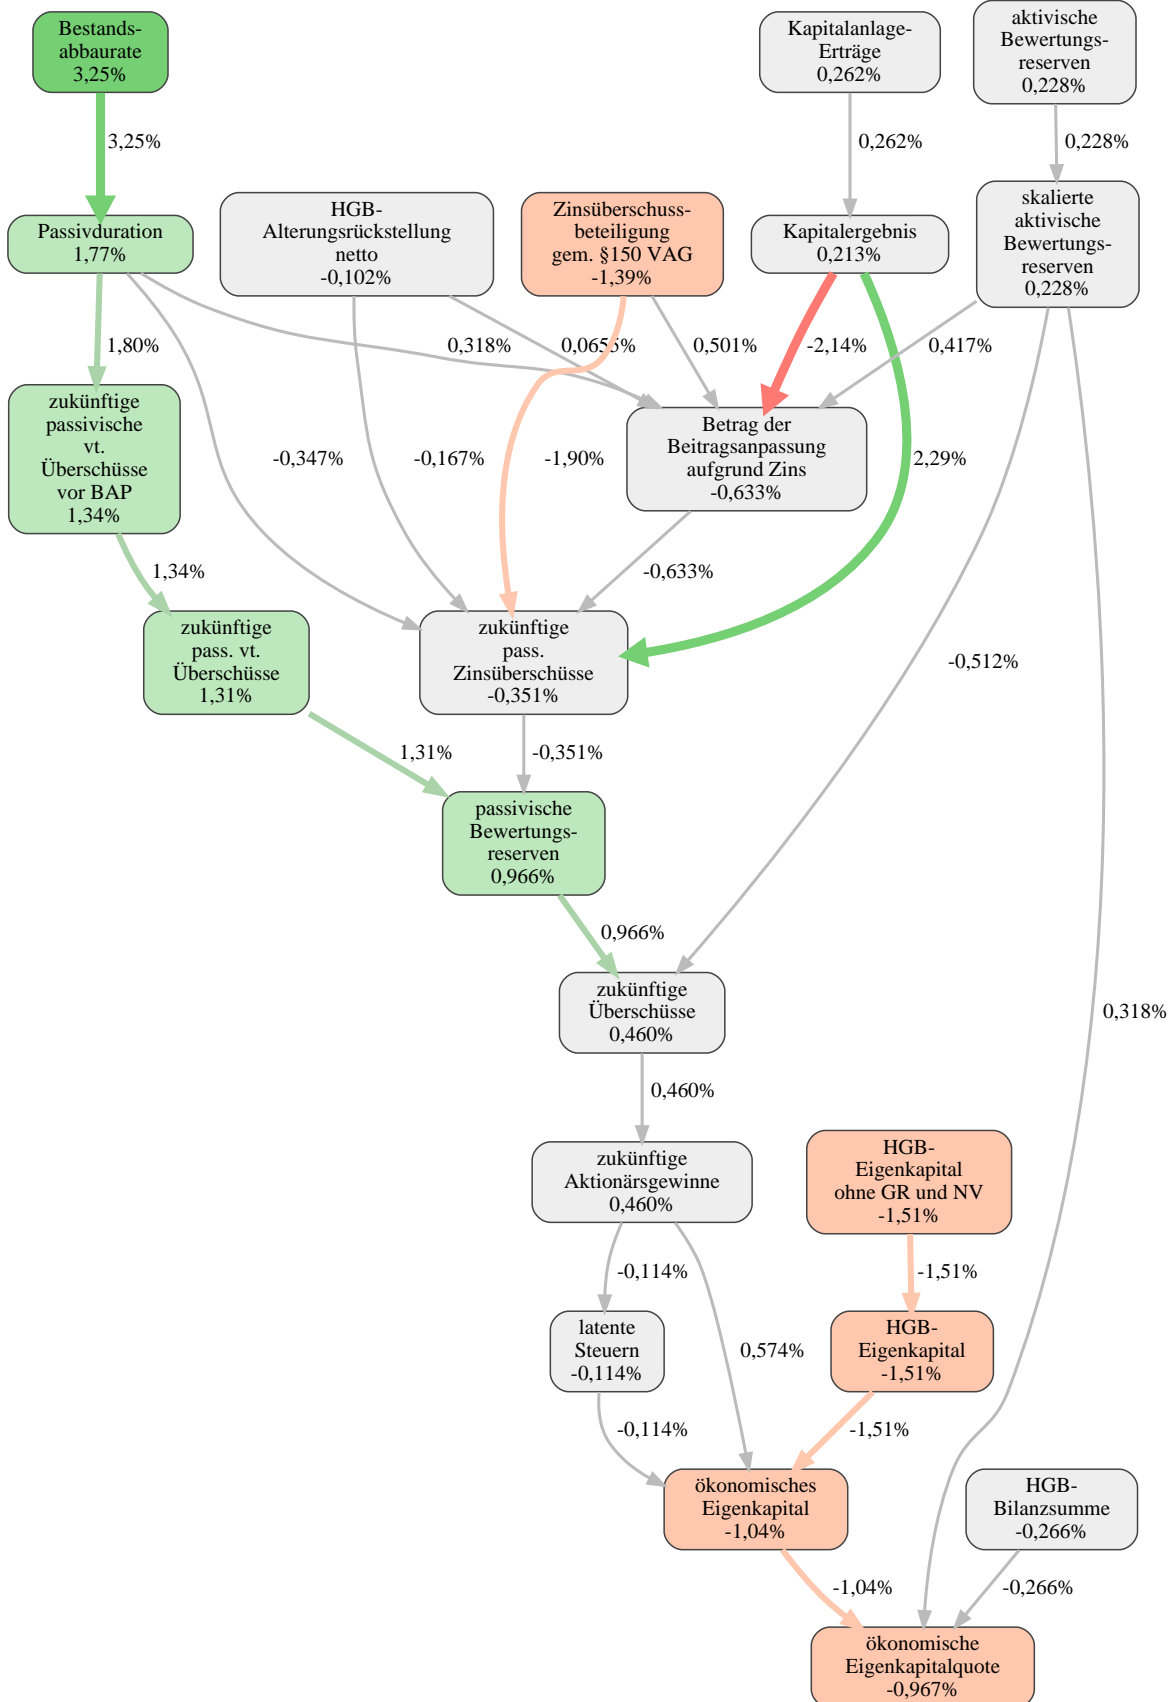 Bestands-
abbaurate
3,25%
Kapitalanlage-
Erträge
0,262%
aktivische
Bewertungs-
reserven
0,228%
3,25%
0,262%
0,228%
Passivduration
1,77%
HGB-
Alterungsrückstellung
netto
-0,102%
Zinsüberschuss-
beteiligung
gem. §150 VAG
-1,39%
Kapitalergebnis
0,213%
skalierte
aktivische
Bewertungs-
reserven
0,228%
1,80%
0,318%
0,0655%
0,501%
-2,14%
0,417%
zukünftige
passivische
vt.
Überschüsse
vor BAP
1,34%
-0,347%
-0,167%
-1,90%
Betrag der
Beitragsanpassung
aufgrund Zins
-0,633%
2,29%
1,34%
-0,633%
zukünftige
pass. vt.
Überschüsse
1,31%
zukünftige
pass.
Zinsüberschüsse
-0,351%
-0,512%
1,31%
-0,351%
passivische
Bewertungs-
reserven
0,966%
0,966%
zukünftige
Überschüsse
0,460%
0,318%
0,460%
zukünftige
Aktionärsgewinne
0,460%
HGB-
Eigenkapital
ohne GR und NV
-1,51%
-0,114%
-1,51%
latente
Steuern
-0,114%
0,574%
HGB-
Eigenkapital
-1,51%
-0,114%
-1,51%
ökonomisches
Eigenkapital
-1,04%
HGB-
Bilanzsumme
-0,266%
-1,04%
-0,266%
ökonomische
Eigenkapitalquote
-0,967%